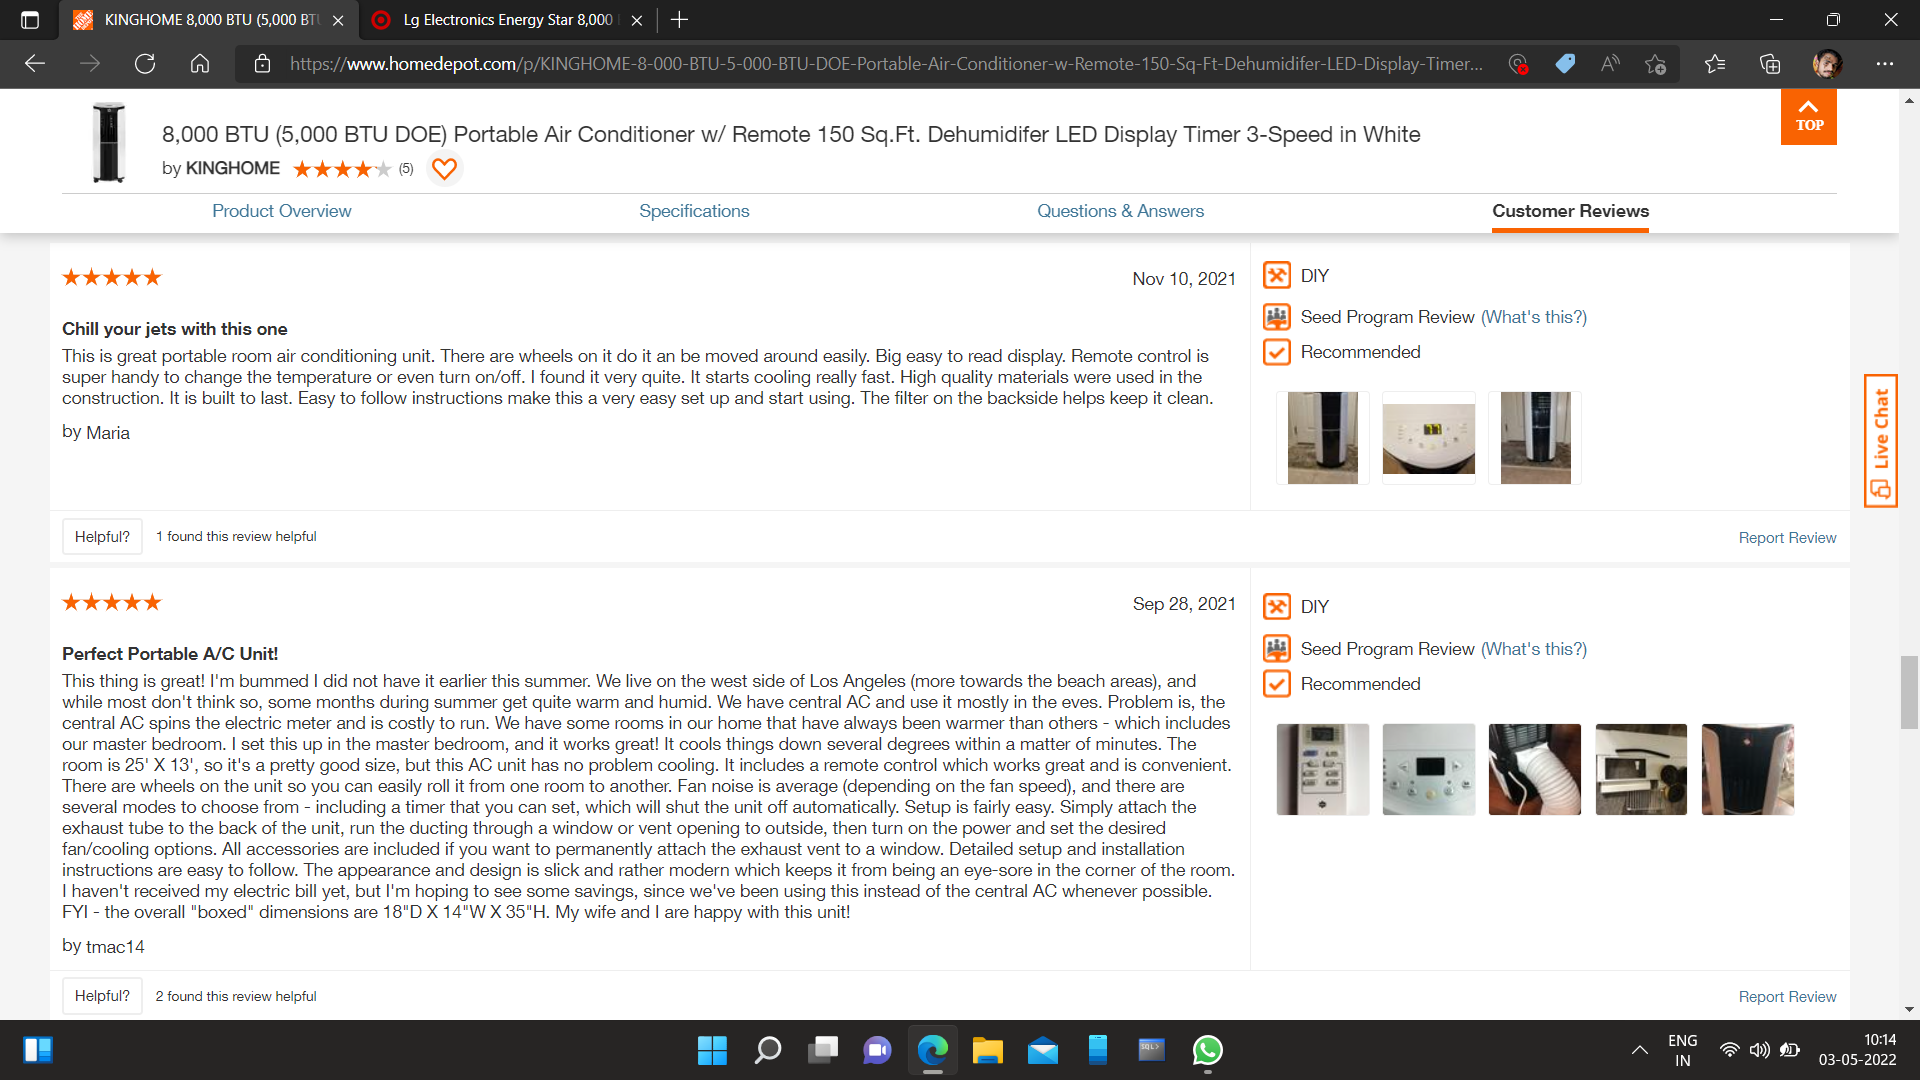 KINGHOME 8,000 BTU (5,000 BTU
Lg Electronics Energy Star 8,000
https://www.homedepot.com/p/KINGHOME-8-000-BTU-5-000-BTU-DOE-Portable-Air-Conditioner-w-Remote-150-Sq-Ft-Dehumidifer-LED-Display-Timer...
8,000 BTU (5,000 BTU DOE) Portable Air Conditioner w/ Remote 150 Sq.Ft. Dehumidifer LED Display Timer 3-Speed in White
TOP
by KINGHOME (5)
Product Overview Specifications Questions & Answers Customer Reviews
Nov 10, 2021
Chill your jets with this one
This is great portable room air conditioning unit. There are wheels on it do it an be moved around easily. Big easy to read display. Remote control is
super handy to change the temperature or even turn on/off. I found it very quite. It starts cooling really fast. High quality materials were used in the
construction. It is built to last. Easy to follow instructions make this a very easy set up and start using. The filter on the backside helps keep it clean.
by Maria
DIY
Seed Program Review (What's this?)
Recommended
Helpful? 1 found this review helpful
Report Review
Live Chat
Sep 28, 2021
Perfect Portable A/C Unit!
This thing is great! I'm bummed I did not have it earlier this summer. We live on the west side of Los Angeles (more towards the beach areas), and
while most don't think so, some months during summer get quite warm and humid. We have central AC and use it mostly in the eves. Problem is, the
central AC spins the electric meter and is costly to run. We have some rooms in our home that have always been warmer than others - which includes
our master bedroom. I set this up in the master bedroom, and it works great! It cools things down several degrees within a matter of minutes. The
room is 25' X 13', so it's a pretty good size, but this AC unit has no problem cooling. It includes a remote control which works great and is convenient.
There are wheels on the unit so you can easily roll it from one room to another. Fan noise is average (depending on the fan speed), and there are
several modes to choose from - including a timer that you can set, which will shut the unit off automatically. Setup is fairly easy. Simply attach the
exhaust tube to the back of the unit, run the ducting through a window or vent opening to outside, then turn on the power and set the desired
fan/cooling options. All accessories are included if you want to permanently attach the exhaust vent to a window. Detailed setup and installation
instructions are easy to follow. The appearance and design is slick and rather modern which keeps it from being an eye-sore in the corner of the room.
I haven't received my electric bill yet, but I'm hoping to see some savings, since we've been using this instead of the central AC whenever possible.
FYI - the overall "boxed" dimensions are 18"D X 14"W X 35"H. My wife and I are happy with this unit!
by tmac14
DIY
Seed Program Review (What's this?)
Recommended
Helpful? 2 found this review helpful
Report Review
ENG
IN
10:14
03-05-2022